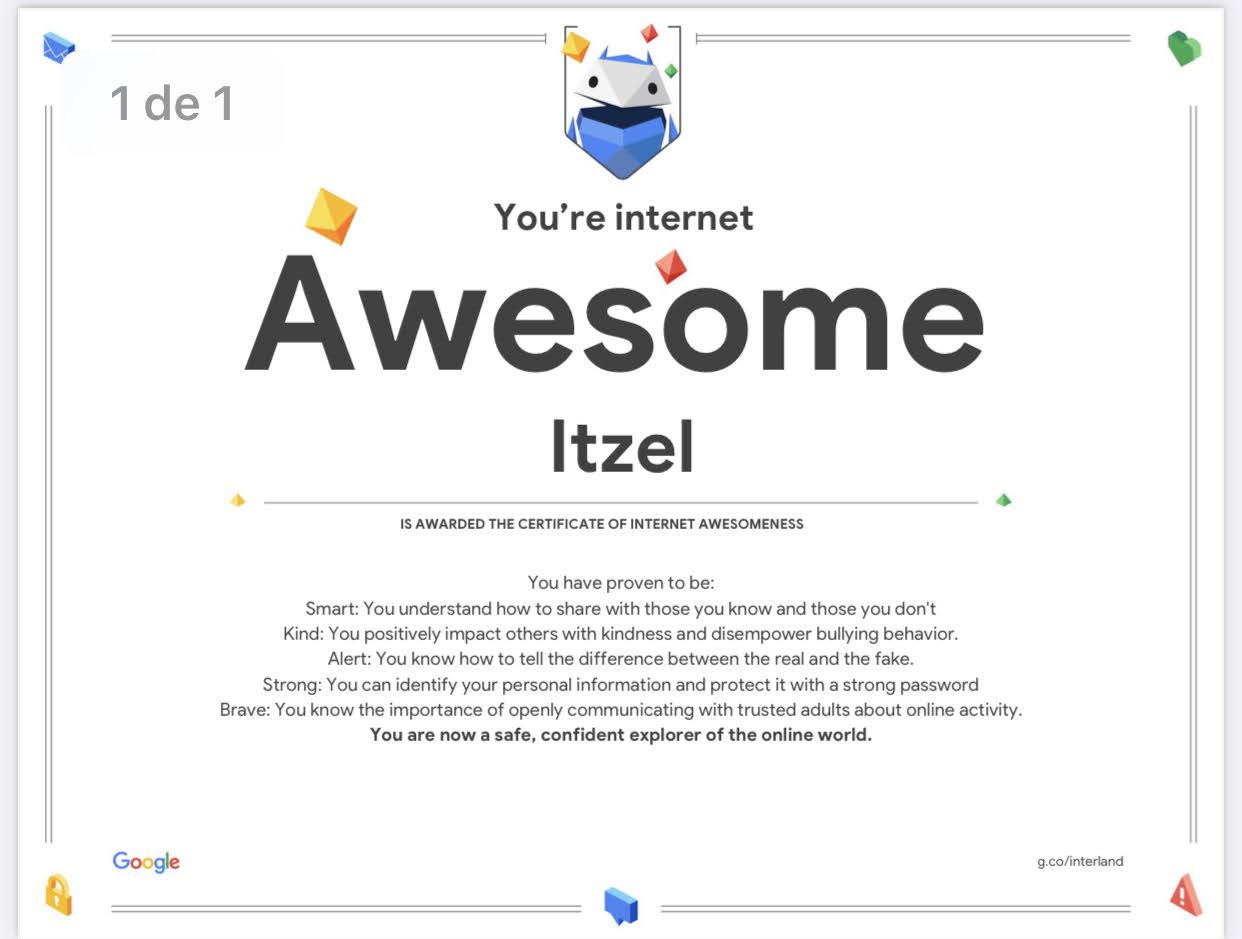 1 de 1
You’re internet
Awesome
Itzel
IS AWARDED THE CERTIFICATE OF INTERNET AWESOMENESS
You have proven to be:
Smart: You understand how to share with those you know and those you don't
Kind: You positively impact others with kindness and disempower bullying behavior.
Alert: You know how to tell the difference between the real and the fake.
Strong: You can identify your personal information and protect it with a strong password
Brave: You know the importance of openly communicating with trusted adults about online activity.
You are now a safe, confident explorer of the online world.
Google
g.co/interland